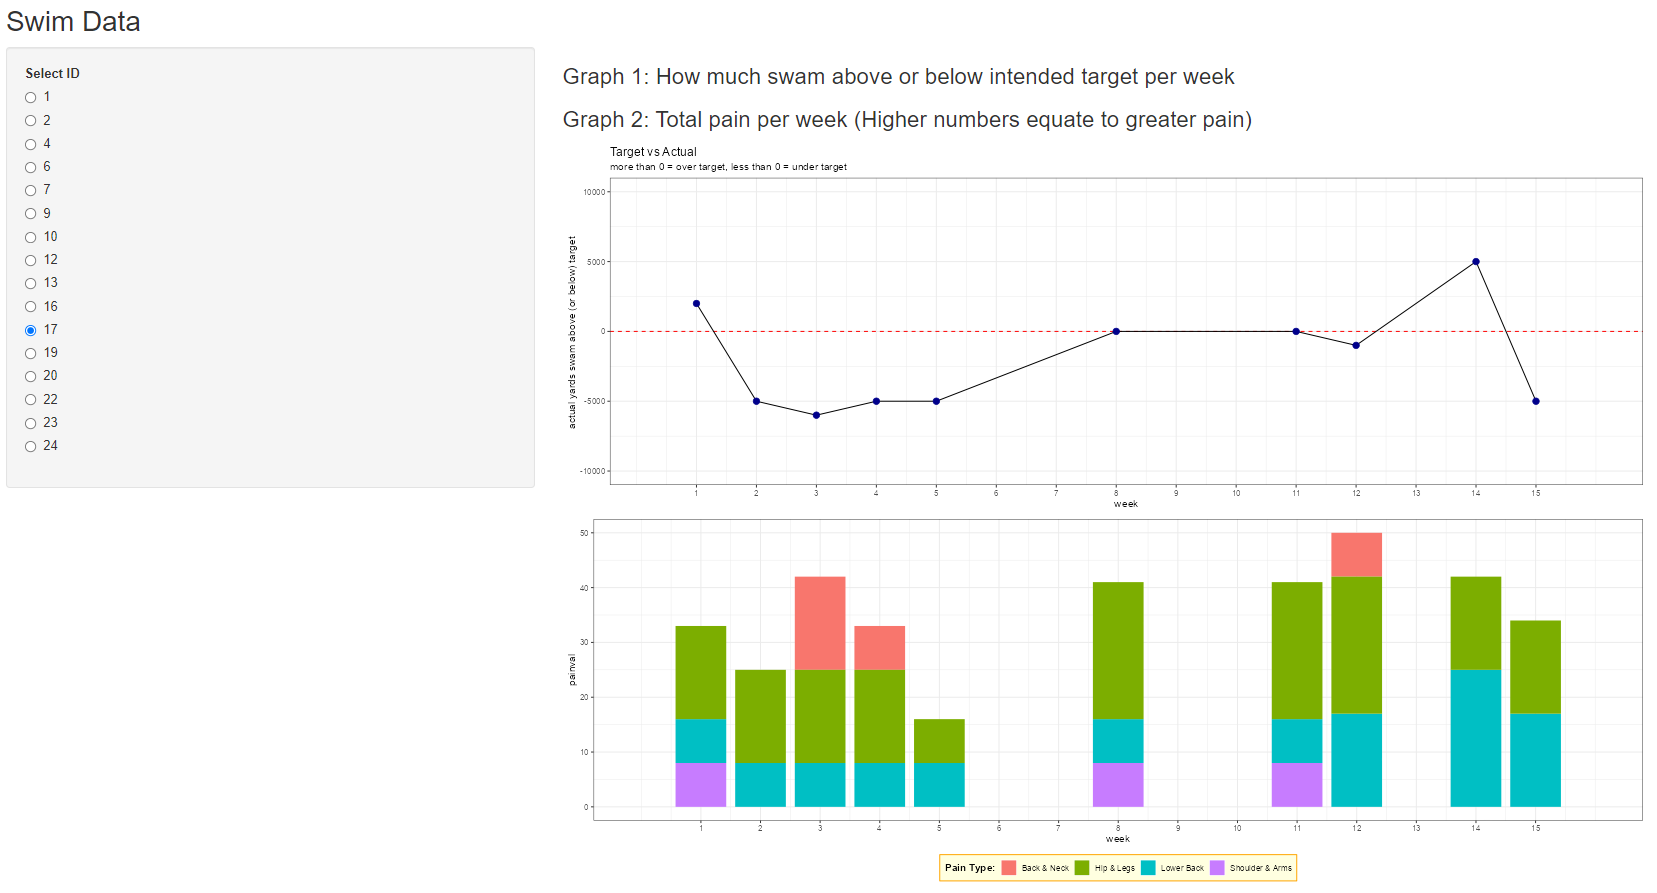 Swim Data
Select ID
1
2
4
6
7
9
10
12
13
16
17
19
20
22
23
24
Graph 1: How much swam above or below intended target per week
Graph 2: Total pain per week (Higher numbers equate to greater pain)
Target vs Actual
more than 0 = over target, less than 0 = under target
actual yards swam above (or below) target
10000
5000
0
-5000
-10000
1 2 3 4 5 6 7 8 9 10 11 12 13 14 15
week
painval
50
40
30
20
10
0
1 2 3 4 5 6 7 8 9 10 11 12 13 14 15
week
Pain Type: Back & Neck Hip & Legs Lower Back Shoulder & Arms